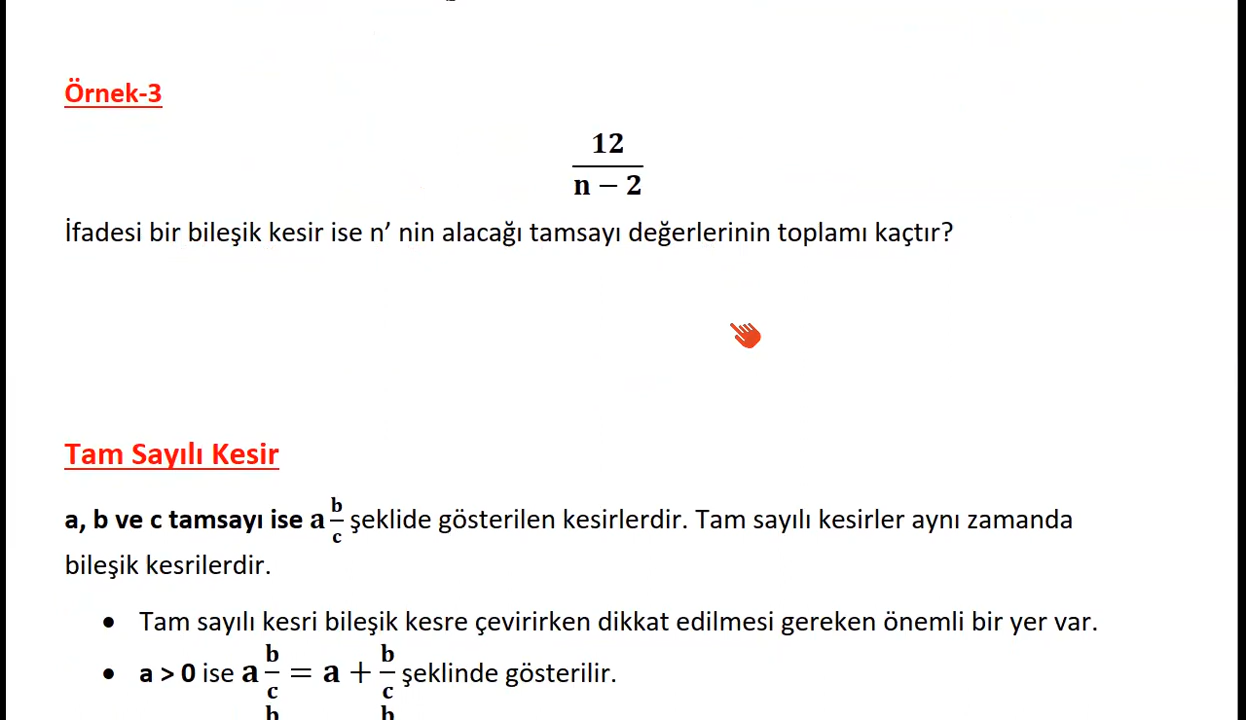 Örnek-3
12
n − 2
İfadesi bir bileşik kesir ise n’ nin alacağı tamsayı değerlerinin toplamı kaçtır?
Tam Sayılı Kesir
a, b ve c tamsayı ise a b/c şeklide gösterilen kesirlerdir. Tam sayılı kesirler aynı zamanda
bileşik kesrilerdir.
• Tam sayılı kesri bileşik kesre çevirirken dikkat edilmesi gereken önemli bir yer var.
• a > 0 ise a b/c = a + b/c şeklinde gösterilir.
b b